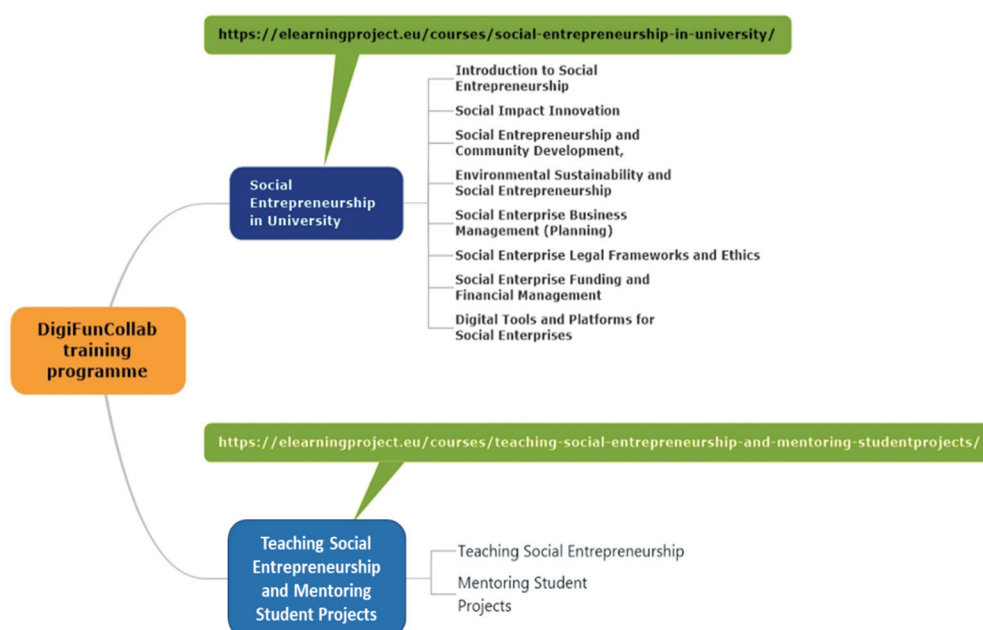 https://elearningproject.eu/courses/social-entrepreneurship-in-university/
Introduction to Social
Entrepreneurship
Social Impact Innovation
Social Entrepreneurship and
Community Development,
Environmental Sustainability and
Social Entrepreneurship
Social Enterprise Business
Management (Planning)
Social Enterprise Legal Frameworks and Ethics
Social Enterprise Funding and
Financial Management
Digital Tools and Platforms for
Social Enterprises
Social
Entrepreneurship
in University
DigiFunCollab
training
programme
https://elearningproject.eu/courses/teaching-social-entrepreneurship-and-mentoring-studentprojects/
Teaching Social
Entrepreneurship
and Mentoring
Student Projects
Teaching Social Entrepreneurship
Mentoring Student
Projects